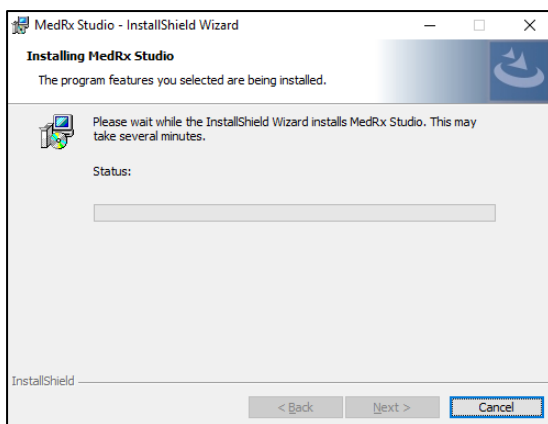 MedRx Studio - InstallShield Wizard
Installing MedRx Studio
The program features you selected are being installed.
Please wait while the InstallShield Wizard installs MedRx Studio. This may
take several minutes.
Status:
InstallShield
< Back Next > Cancel